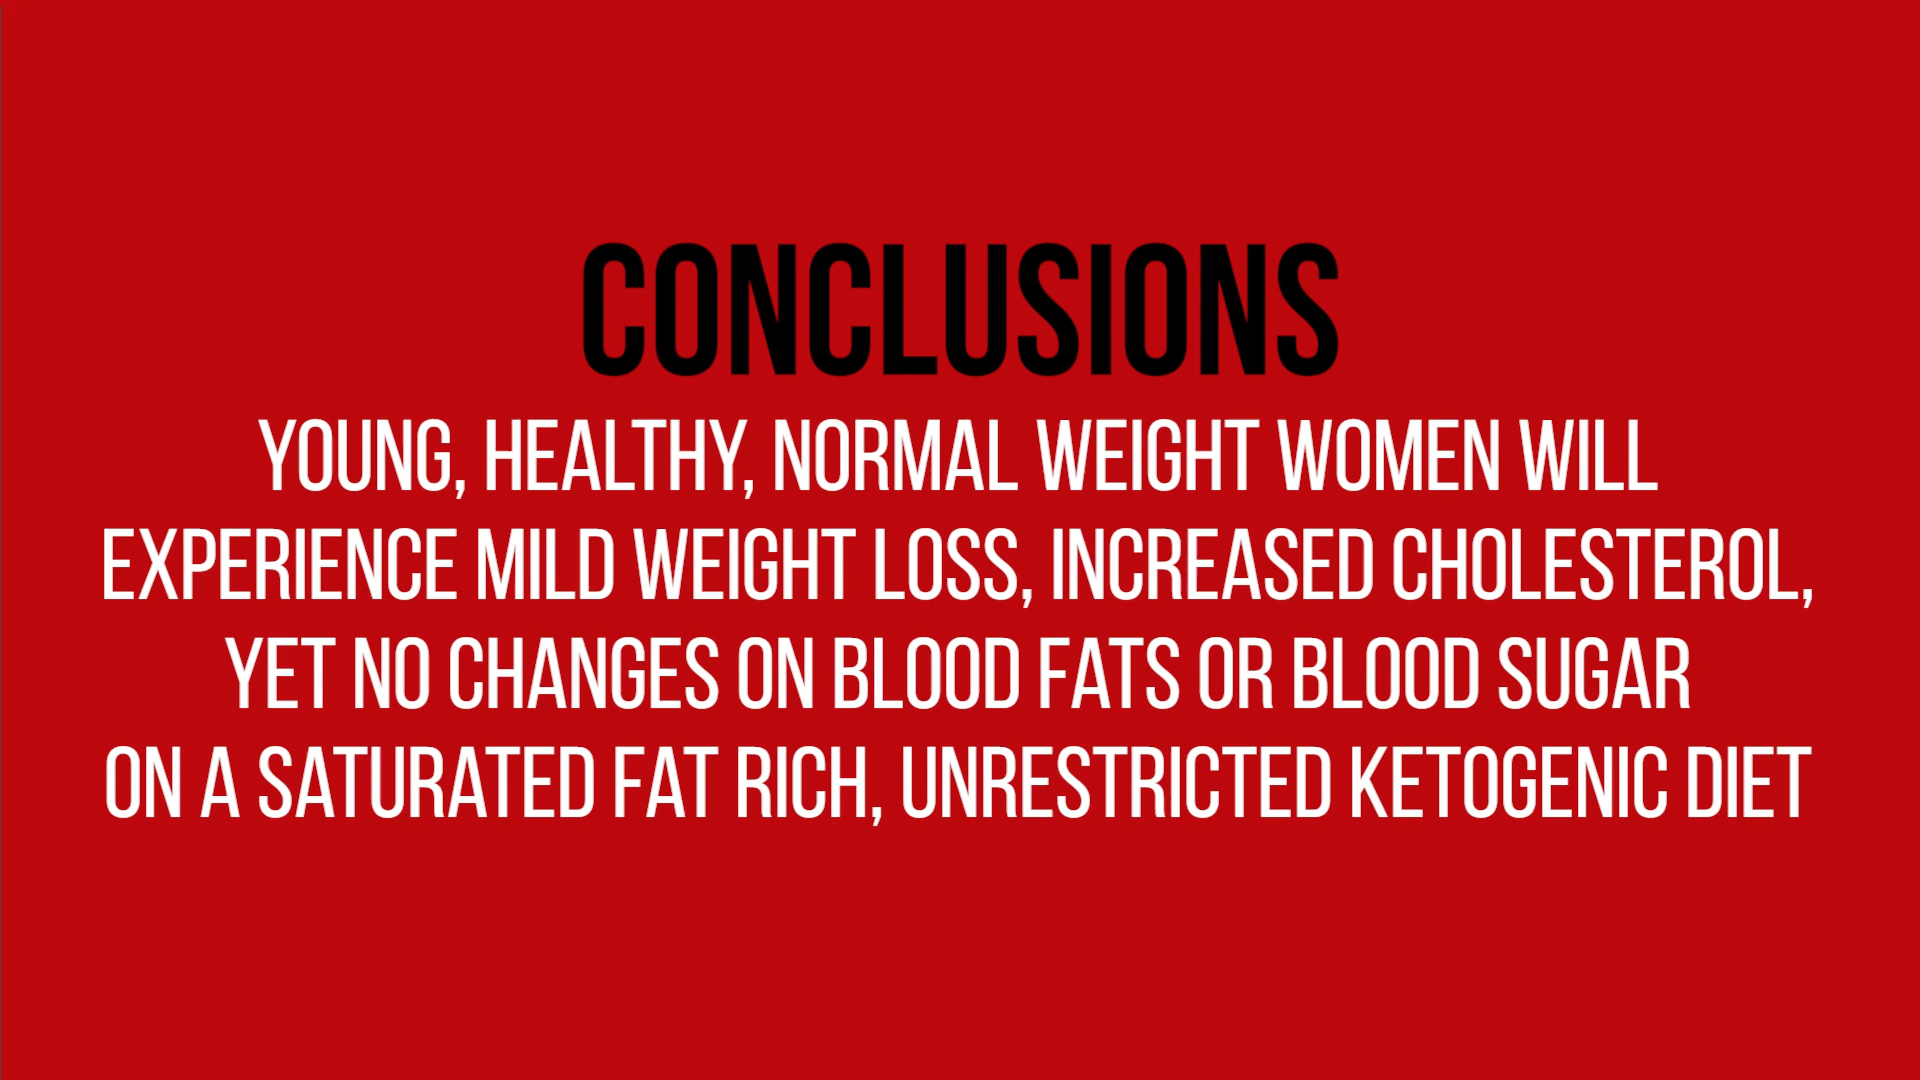 CONCLUSIONS
YOUNG, HEALTHY, NORMAL WEIGHT WOMEN WILL
EXPERIENCE MILD WEIGHT LOSS, INCREASED CHOLESTEROL,
YET NO CHANGES ON BLOOD FATS OR BLOOD SUGAR
ON A SATURATED FAT RICH, UNRESTRICTED KETOGENIC DIET